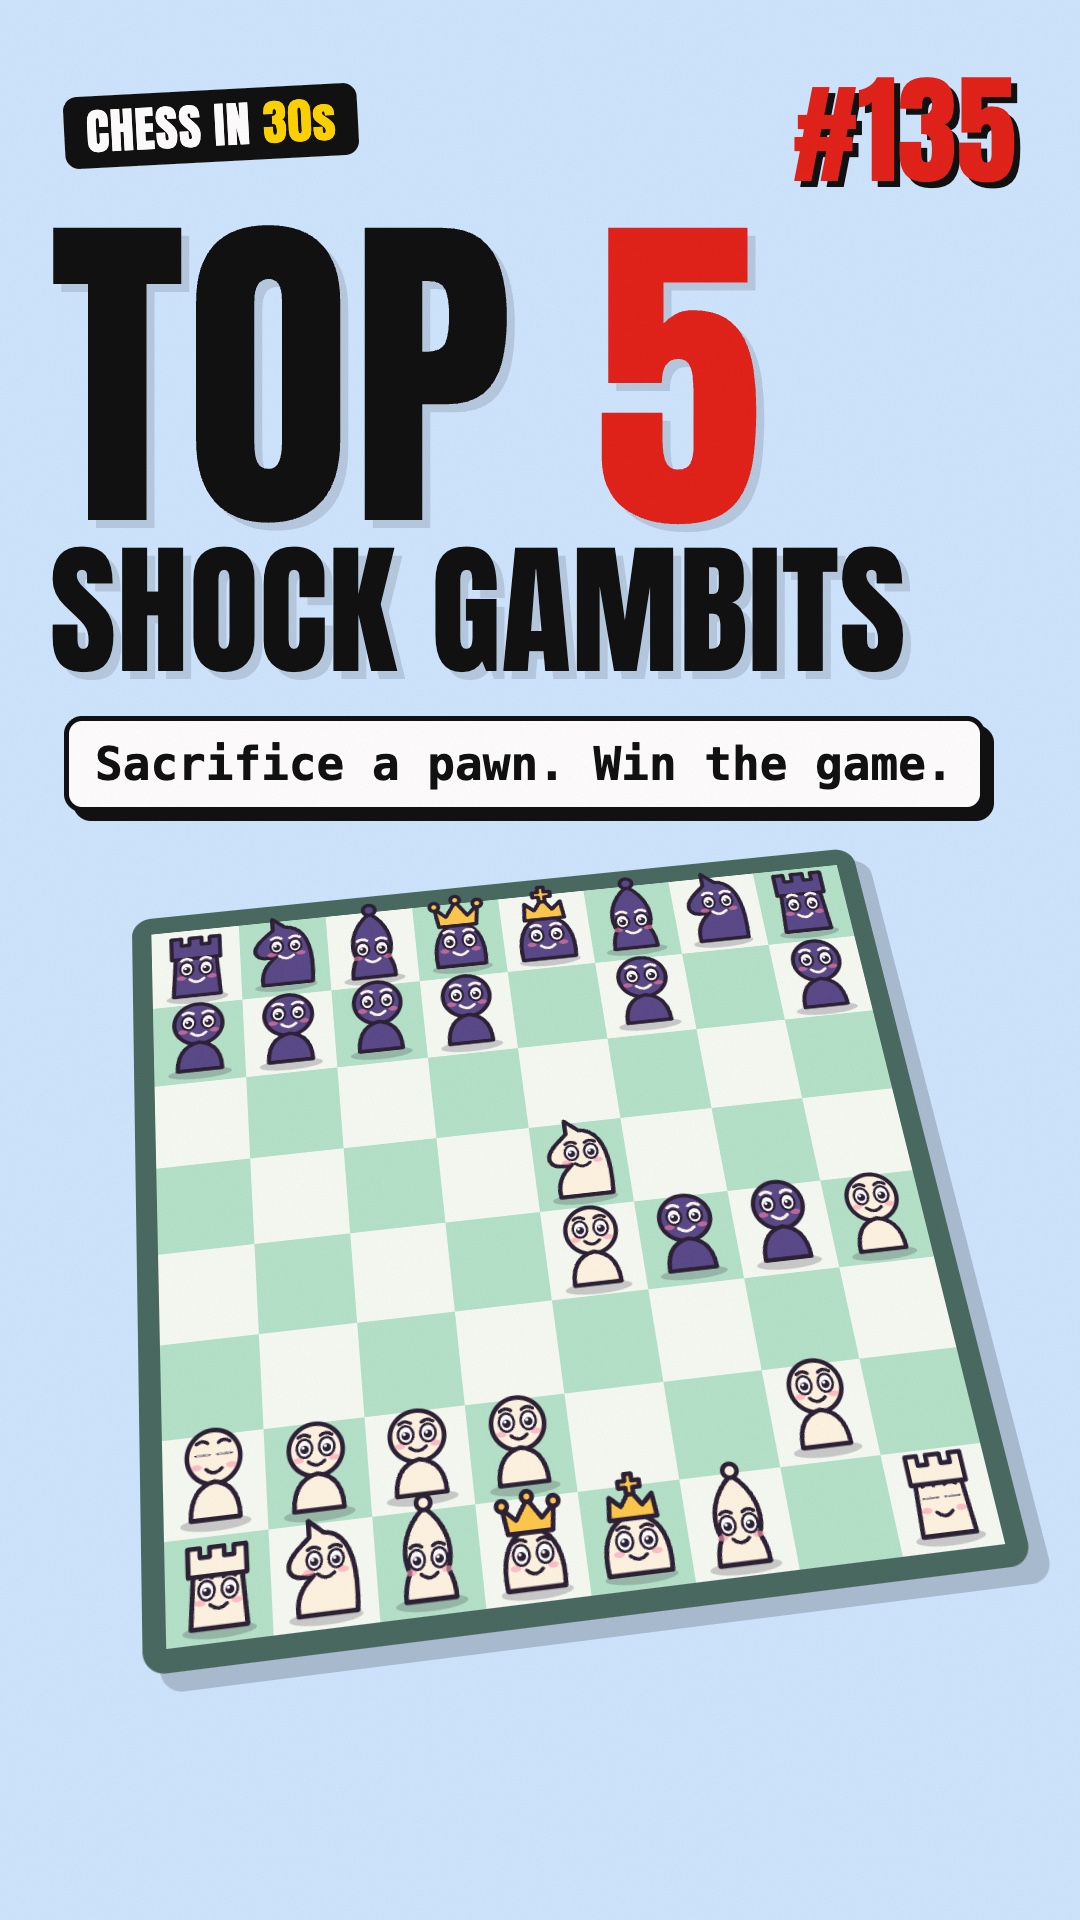 CHESS IN 30s
#135
TOP 5
SHOCK GAMBITS
Sacrifice a pawn. Win the game.